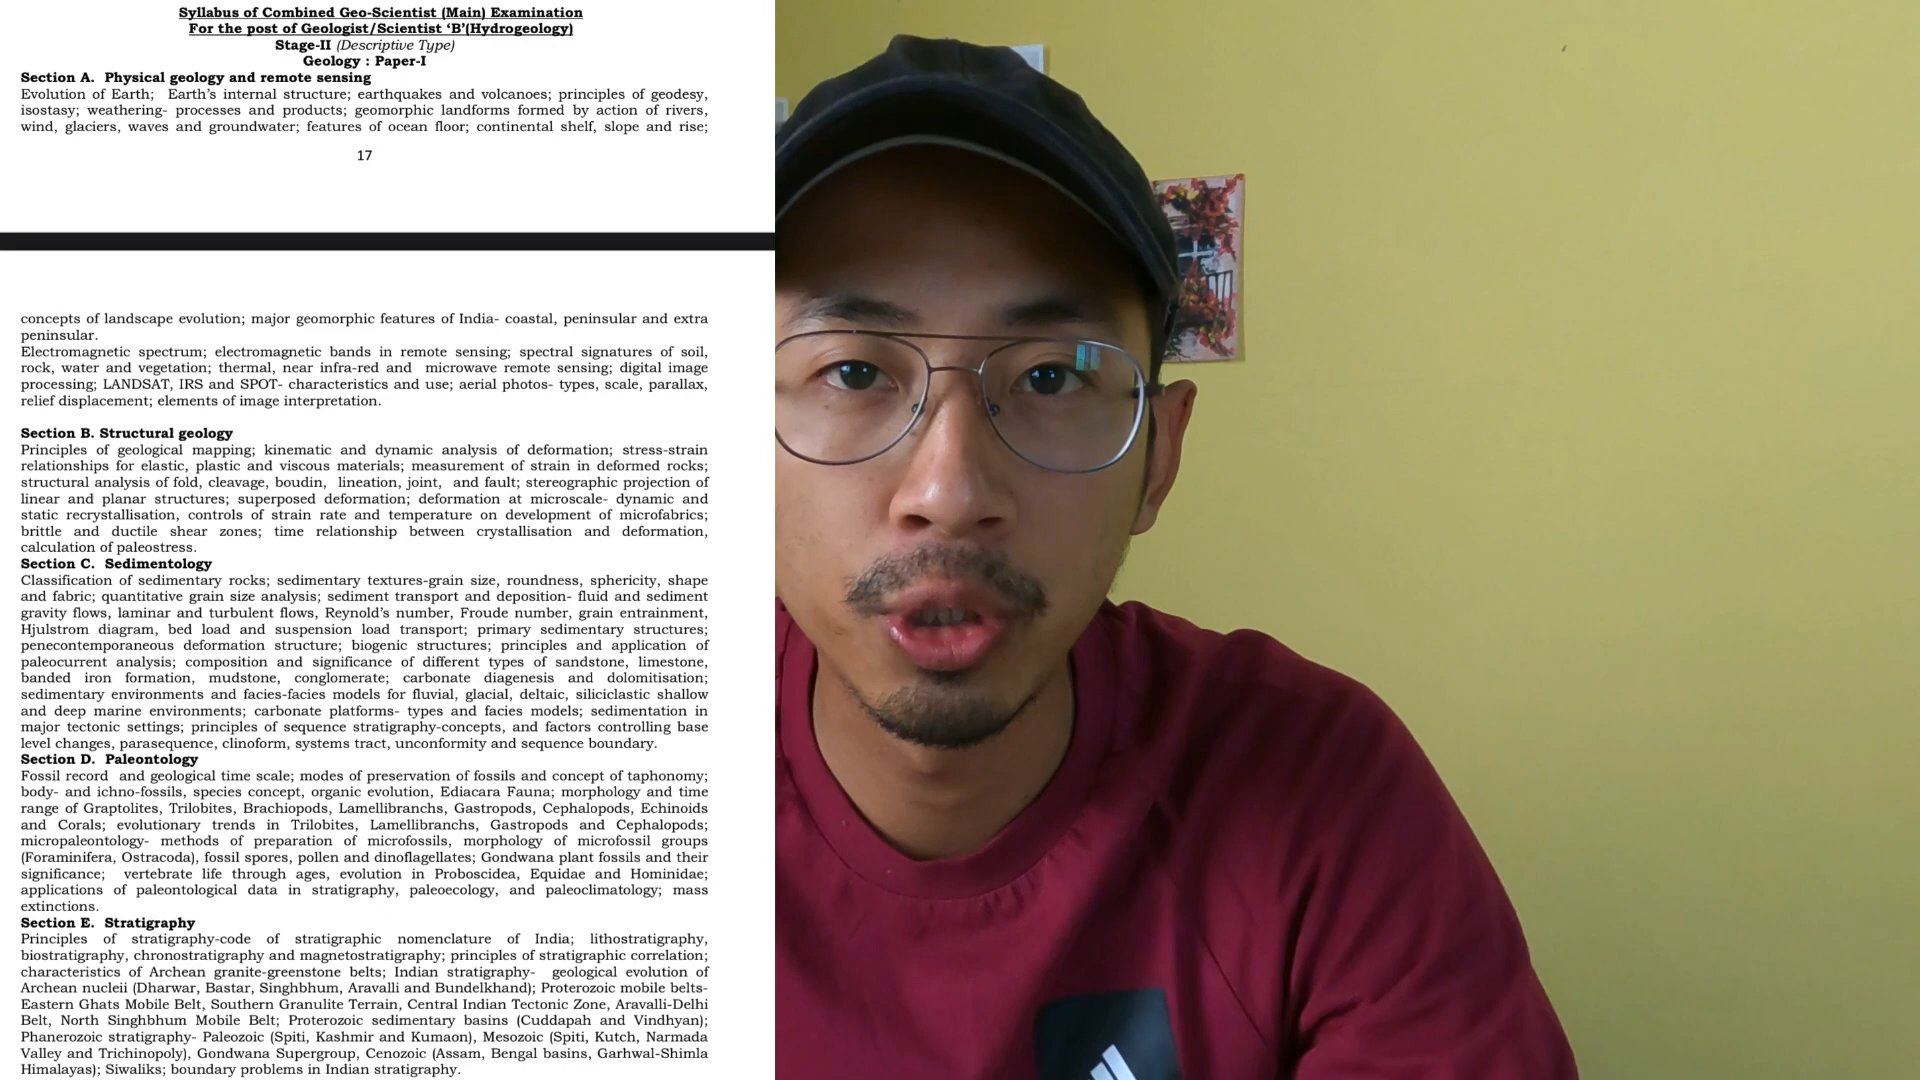 Syllabus of Combined Geo-Scientist (Main) Examination
For the post of Geologist/Scientist ‘B’(Hydrogeology)
Stage-II (Descriptive Type)
Geology : Paper-I
Section A. Physical geology and remote sensing
Evolution of Earth; Earth’s internal structure; earthquakes and volcanoes; principles of geodesy,
isostasy; weathering- processes and products; geomorphic landforms formed by action of rivers,
wind, glaciers, waves and groundwater; features of ocean floor; continental shelf, slope and rise;
17
concepts of landscape evolution; major geomorphic features of India- coastal, peninsular and extra
peninsular.
Electromagnetic spectrum; electromagnetic bands in remote sensing; spectral signatures of soil,
rock, water and vegetation; thermal, near infra-red and microwave remote sensing; digital image
processing; LANDSAT, IRS and SPOT- characteristics and use; aerial photos- types, scale, parallax,
relief displacement; elements of image interpretation.
Section B. Structural geology
Principles of geological mapping; kinematic and dynamic analysis of deformation; stress-strain
relationships for elastic, plastic and viscous materials; measurement of strain in deformed rocks;
structural analysis of fold, cleavage, boudin, lineation, joint, and fault; stereographic projection of
linear and planar structures; superposed deformation; deformation at microscale- dynamic and
static recrystallisation, controls of strain rate and temperature on development of microfabrics;
brittle and ductile shear zones; time relationship between crystallisation and deformation,
calculation of paleostress.
Section C. Sedimentology
Classification of sedimentary rocks; sedimentary textures-grain size, roundness, sphericity, shape
and fabric; quantitative grain size analysis; sediment transport and deposition- fluid and sediment
gravity flows, laminar and turbulent flows, Reynold’s number, Froude number, grain entrainment,
Hjulstrom diagram, bed load and suspension load transport; primary sedimentary structures;
penecontemporaneous deformation structure; biogenic structures; principles and application of
paleocurrent analysis; composition and significance of different types of sandstone, limestone,
banded iron formation, mudstone, conglomerate; carbonate diagenesis and dolomitisation;
sedimentary environments and facies-facies models for fluvial, glacial, deltaic, siliciclastic shallow
and deep marine environments; carbonate platforms- types and facies models; sedimentation in
major tectonic settings; principles of sequence stratigraphy-concepts, and factors controlling base
level changes, parasequence, clinoform, systems tract, unconformity and sequence boundary.
Section D. Paleontology
Fossil record and geological time scale; modes of preservation of fossils and concept of taphonomy;
body- and ichno-fossils, species concept, organic evolution, Ediacara Fauna; morphology and time
range of Graptolites, Trilobites, Brachiopods, Lamellibranchs, Gastropods, Cephalopods, Echinoids
and Corals; evolutionary trends in Trilobites, Lamellibranchs, Gastropods and Cephalopods;
micropaleontology- methods of preparation of microfossils, morphology of microfossil groups
(Foraminifera, Ostracoda), fossil spores, pollen and dinoflagellates; Gondwana plant fossils and their
significance; vertebrate life through ages, evolution in Proboscidea, Equidae and Hominidae;
applications of paleontological data in stratigraphy, paleoecology, and paleoclimatology; mass
extinctions.
Section E. Stratigraphy
Principles of stratigraphy-code of stratigraphic nomenclature of India; lithostratigraphy,
biostratigraphy, chronostratigraphy and magnetostratigraphy; principles of stratigraphic correlation;
characteristics of Archean granite-greenstone belts; Indian stratigraphy- geological evolution of
Archean nucleii (Dharwar, Bastar, Singhbhum, Aravalli and Bundelkhand); Proterozoic mobile belts-
Eastern Ghats Mobile Belt, Southern Granulite Terrain, Central Indian Tectonic Zone, Aravalli-Delhi
Belt, North Singhbhum Mobile Belt; Proterozoic sedimentary basins (Cuddapah and Vindhyan);
Phanerozoic stratigraphy- Paleozoic (Spiti, Kashmir and Kumaon), Mesozoic (Spiti, Kutch, Narmada
Valley and Trichinopoly), Gondwana Supergroup, Cenozoic (Assam, Bengal basins, Garhwal-Shimla
Himalayas); Siwaliks; boundary problems in Indian stratigraphy.